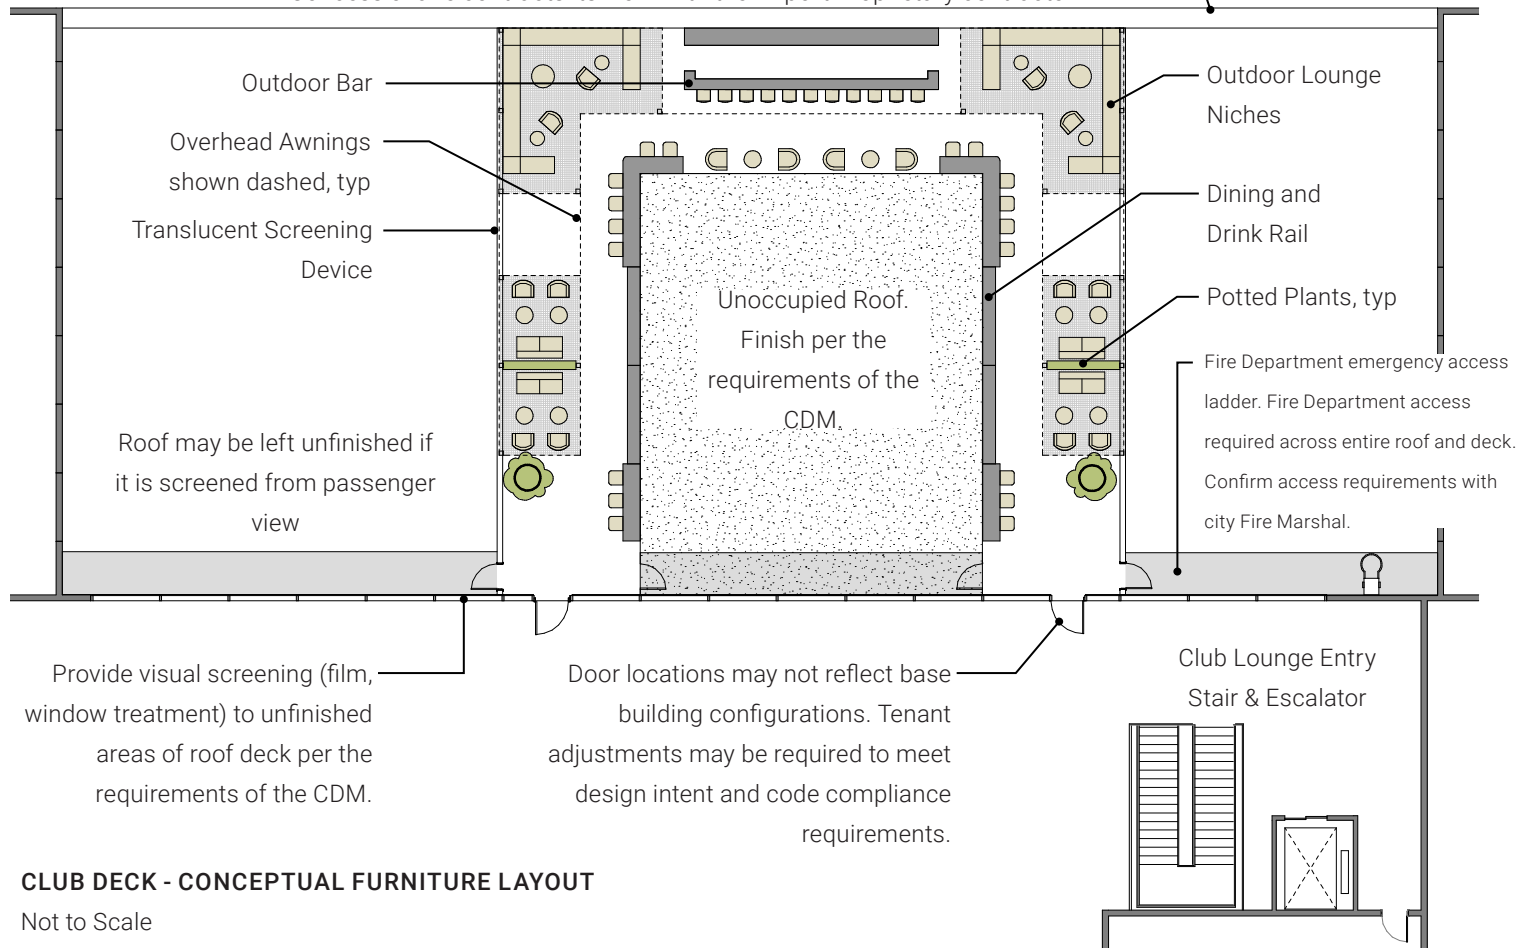 Outdoor Bar
Overhead Awnings
shown dashed, typ
Translucent Screening
Device
Outdoor Lounge
Niches
Dining and
Drink Rail
Potted Plants, typ
Unoccupied Roof.
Finish per the
requirements of the
CDM.
Fire Department emergency access
ladder. Fire Department access
required across entire roof and deck.
Confirm access requirements with
city Fire Marshal.
Roof may be left unfinished if
it is screened from passenger
view
Provide visual screening (film,
window treatment) to unfinished
areas of roof deck per the
requirements of the CDM.
Door locations may not reflect base
building configurations. Tenant
adjustments may be required to meet
design intent and code compliance
requirements.
Club Lounge Entry
Stair & Escalator
CLUB DECK - CONCEPTUAL FURNITURE LAYOUT
Not to Scale